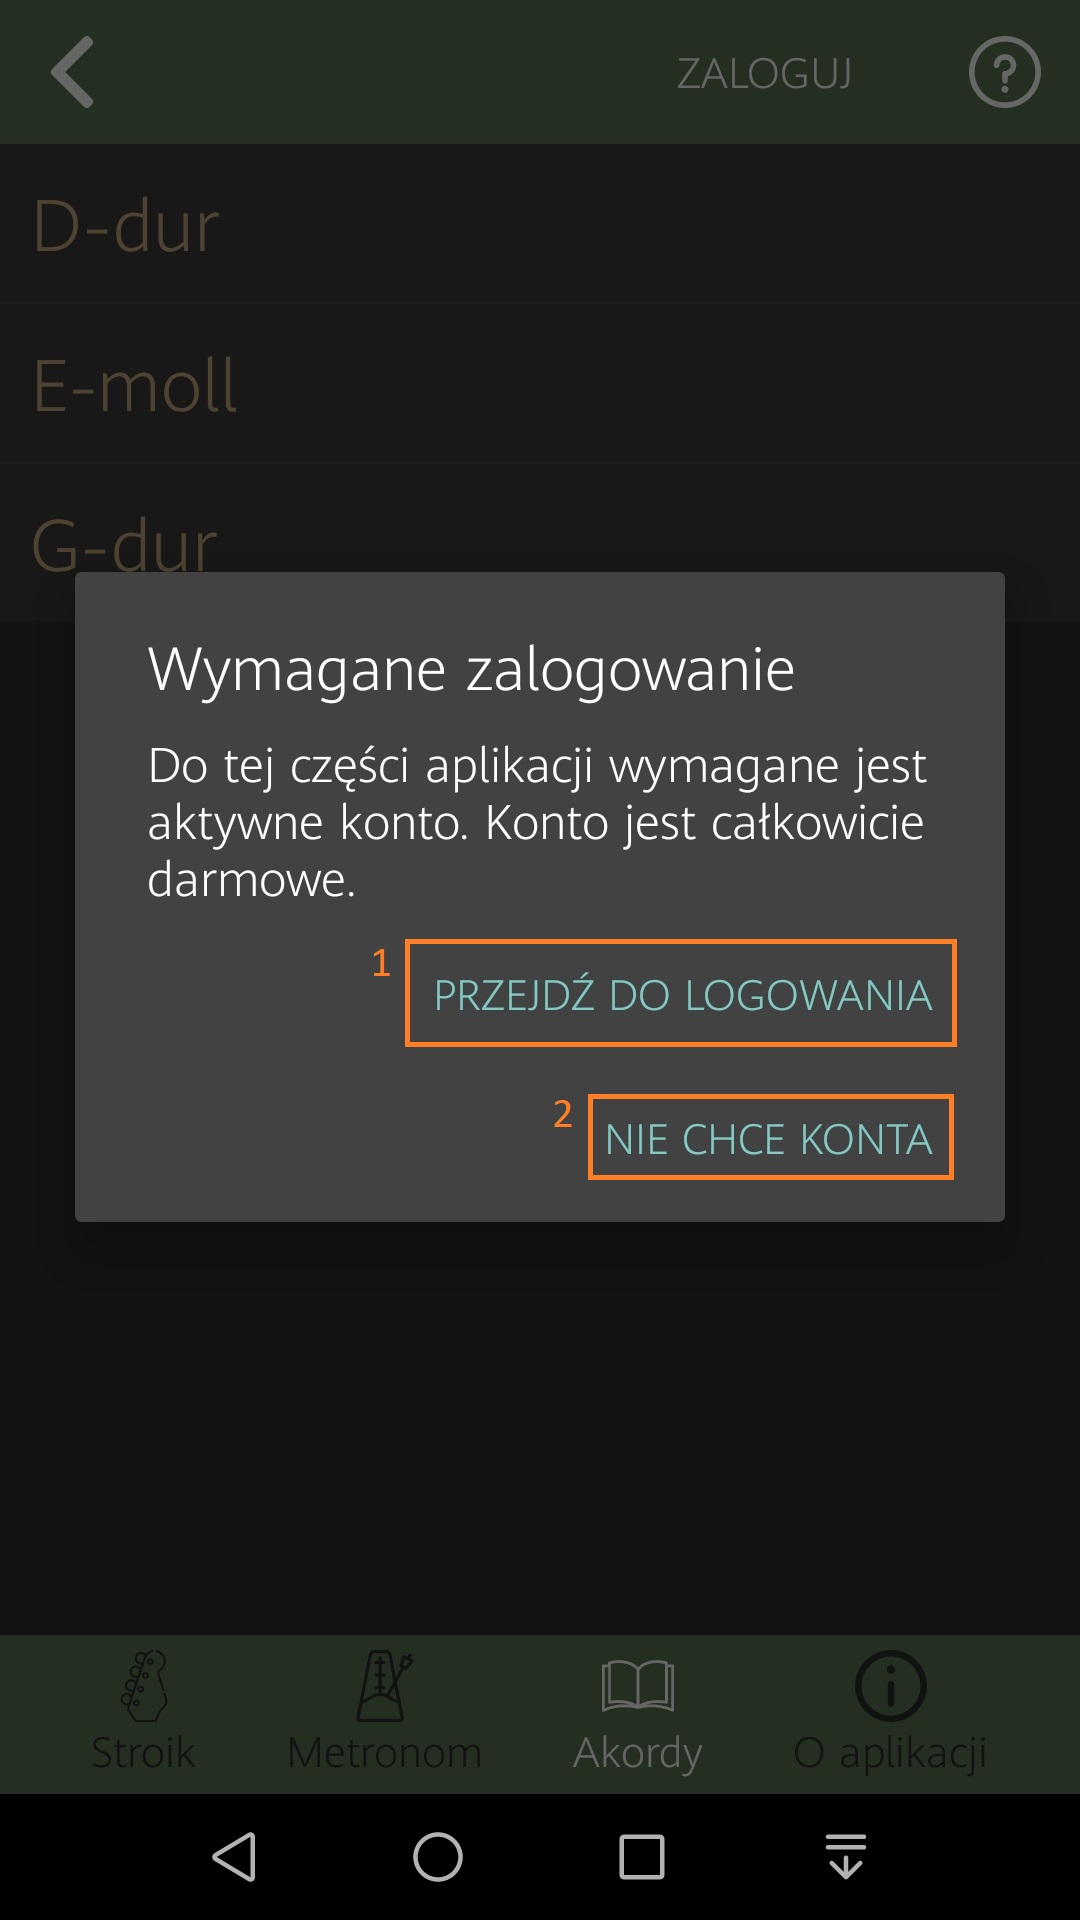 ZALOGUJ
D-dur
E-moll
G-dur
Wymagane zalogowanie
Do tej części aplikacji wymagane jest
aktywne konto. Konto jest całkowicie
darmowe.
1 PRZEJDŹ DO LOGOWANIA
2 NIE CHCE KONTA
Stroik Metronom Akordy O aplikacji